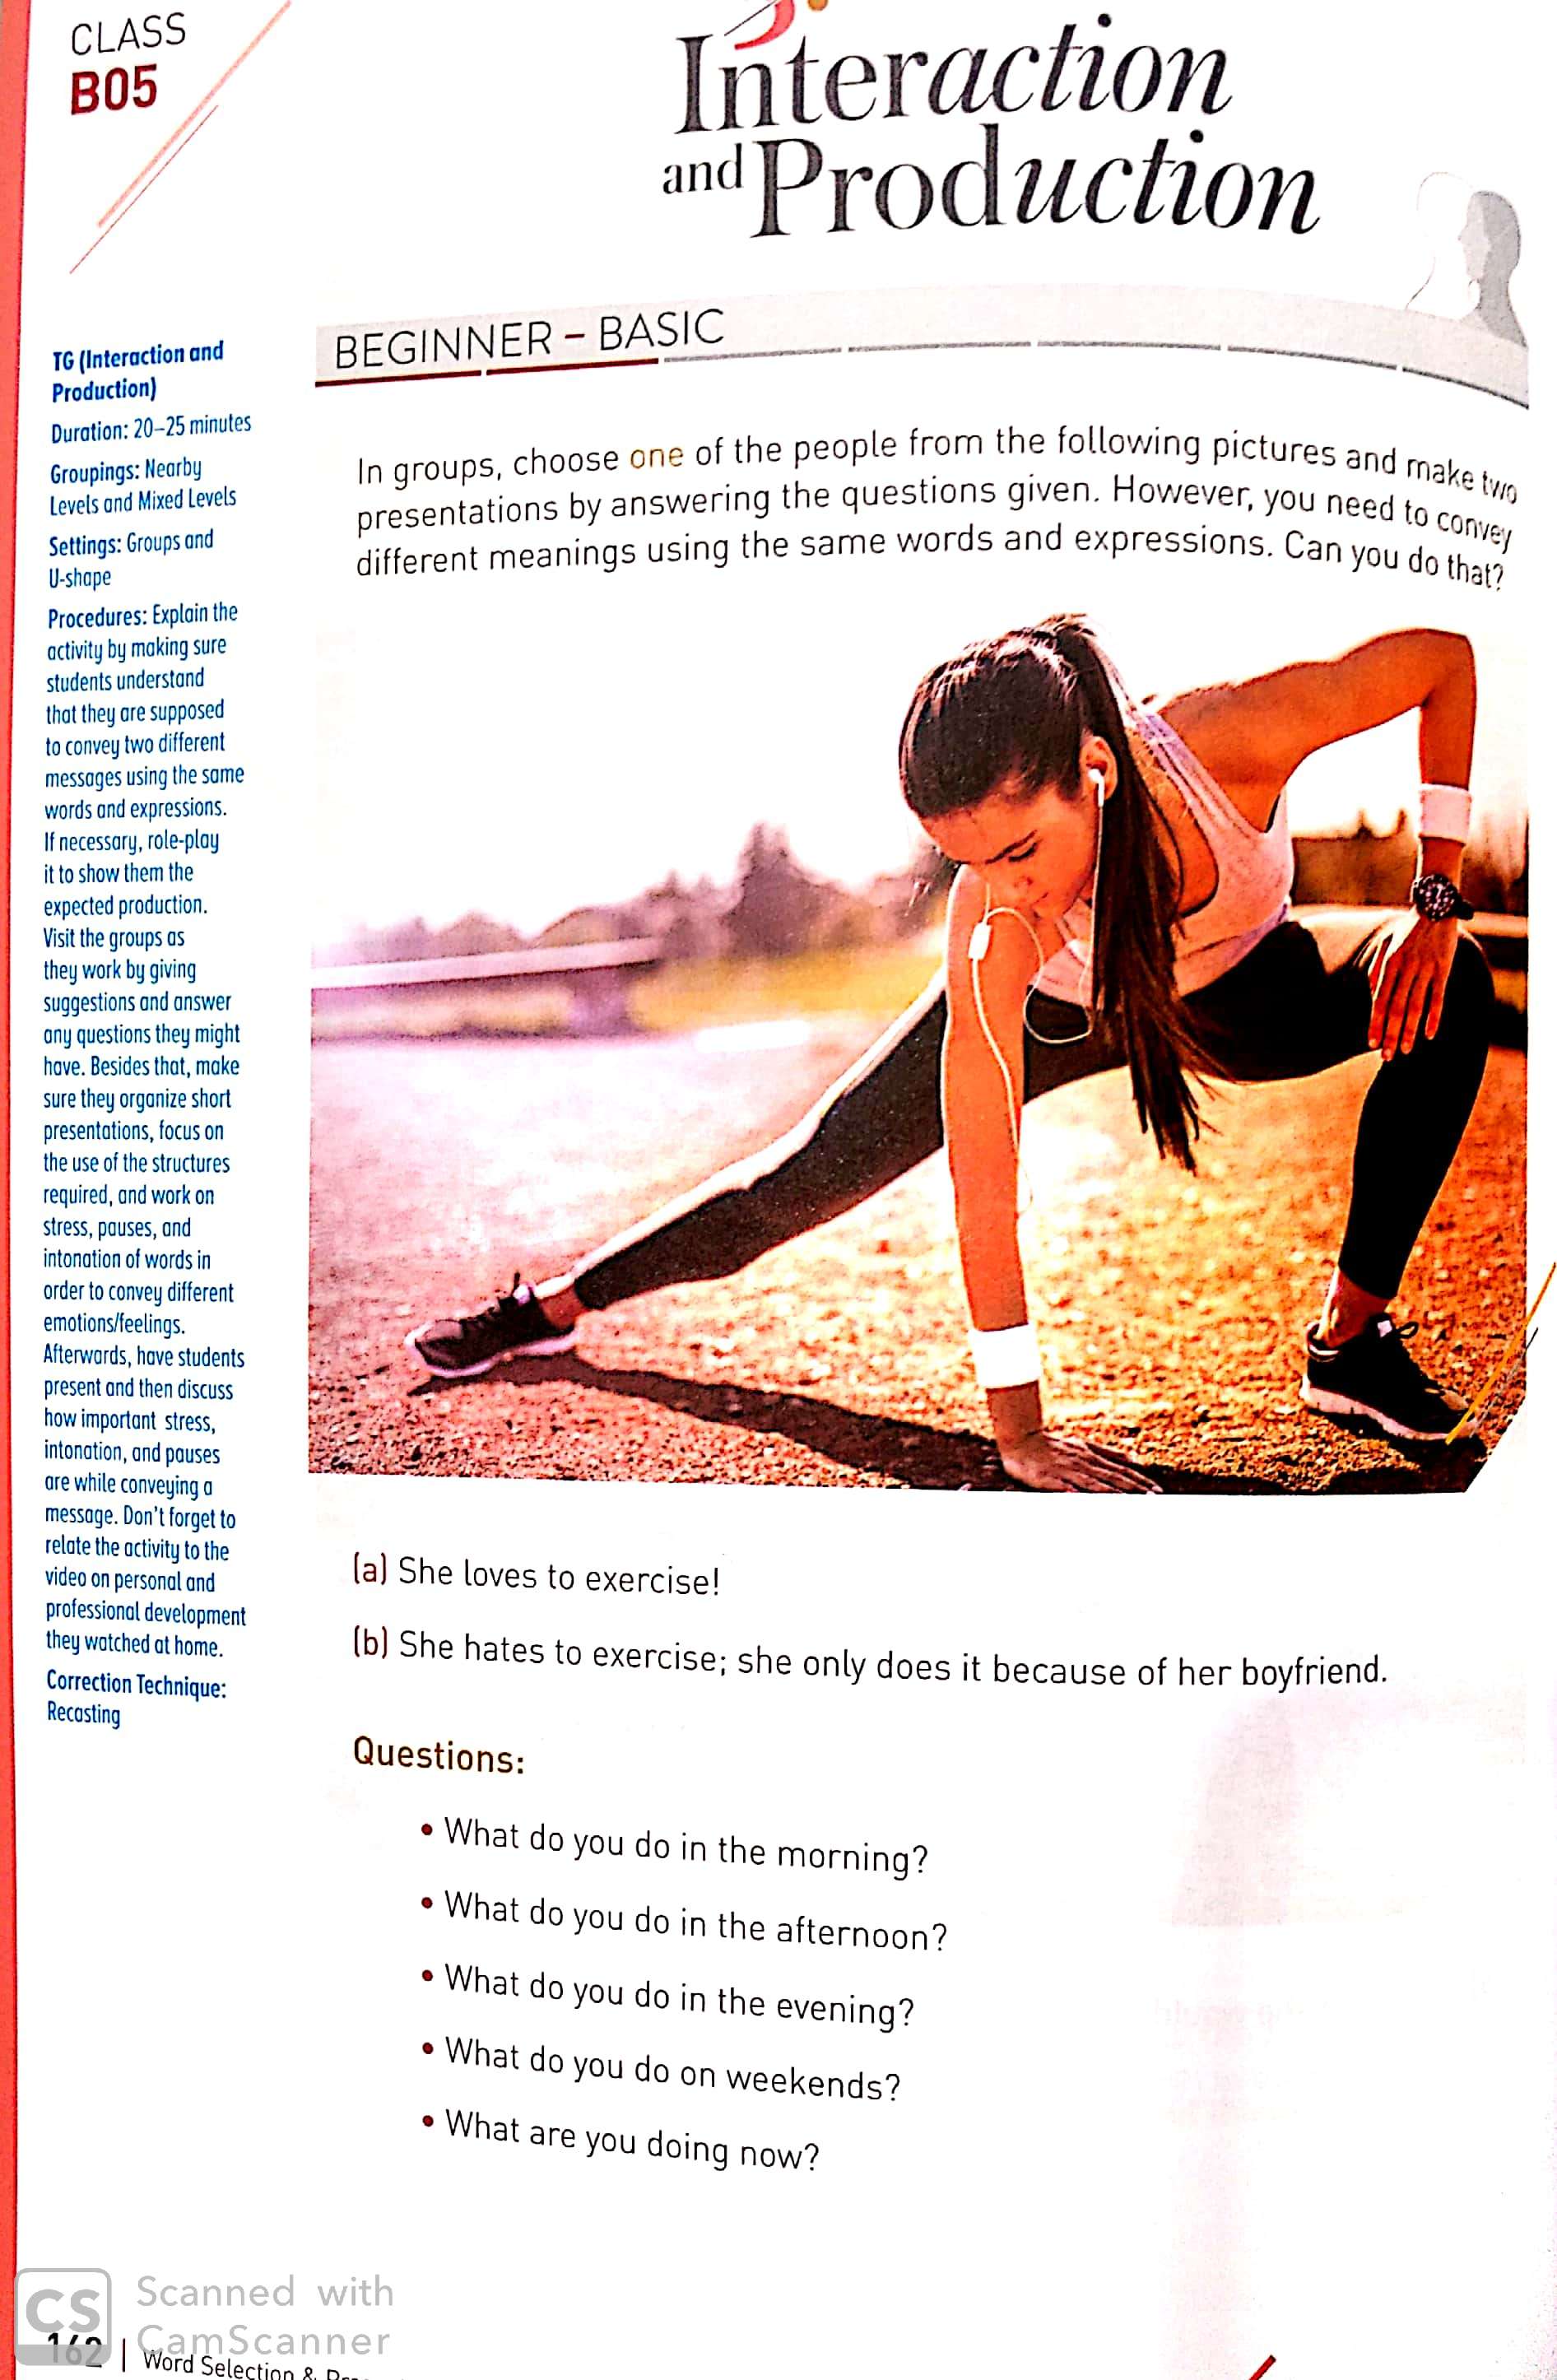 CLASS
B05
Interaction
and Production
BEGINNER – BASIC
TG (Interaction and
Production)
Duration: 20–25 minutes
Groupings: Nearby
Levels and Mixed Levels
Settings: Groups and
U-shape
Procedures: Explain the
activity by making sure
students understand
that they are supposed
to convey two different
messages using the same
words and expressions.
If necessary, role-play
it to show them the
expected production.
Visit the groups as
they work by giving
suggestions and answer
any questions they might
have. Besides that, make
sure they organize short
presentations, focus on
the use of the structures
required, and work on
stress, pauses, and
intonation of words in
order to convey different
emotions/feelings.
Afterwards, have students
present and then discuss
how important stress,
intonation, and pauses
are while conveying a
message. Don't forget to
relate the activity to the
video on personal and
professional development
they watched at home.
Correction Technique:
Recasting
In groups, choose one of the people from the following pictures and make two
presentations by answering the questions given. However, you need to convey
different meanings using the same words and expressions. Can you do that?
(a) She loves to exercise!
(b) She hates to exercise; she only does it because of her boyfriend.
Questions:
• What do you do in the morning?
• What do you do in the afternoon?
• What do you do in the evening?
• What do you do on weekends?
• What are you doing now?
CS Scanned with
CamScanner
162 | Word Selection &